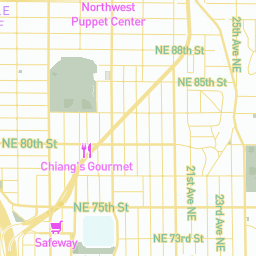 Northwest
Puppet Center
LE
F
25th Ave NE
NE 88th St
NE 85th St
NE 80th St
Chiang's Gourmet
21st Ave NE
23rd Ave NE
NE 75th St
NE 73rd St
Safeway